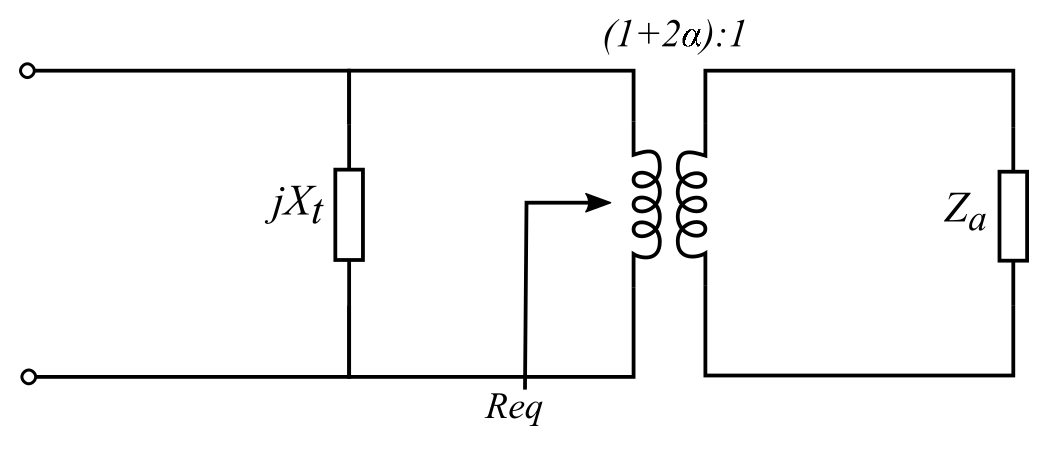 (1+2α):1
jXt
Za
Req